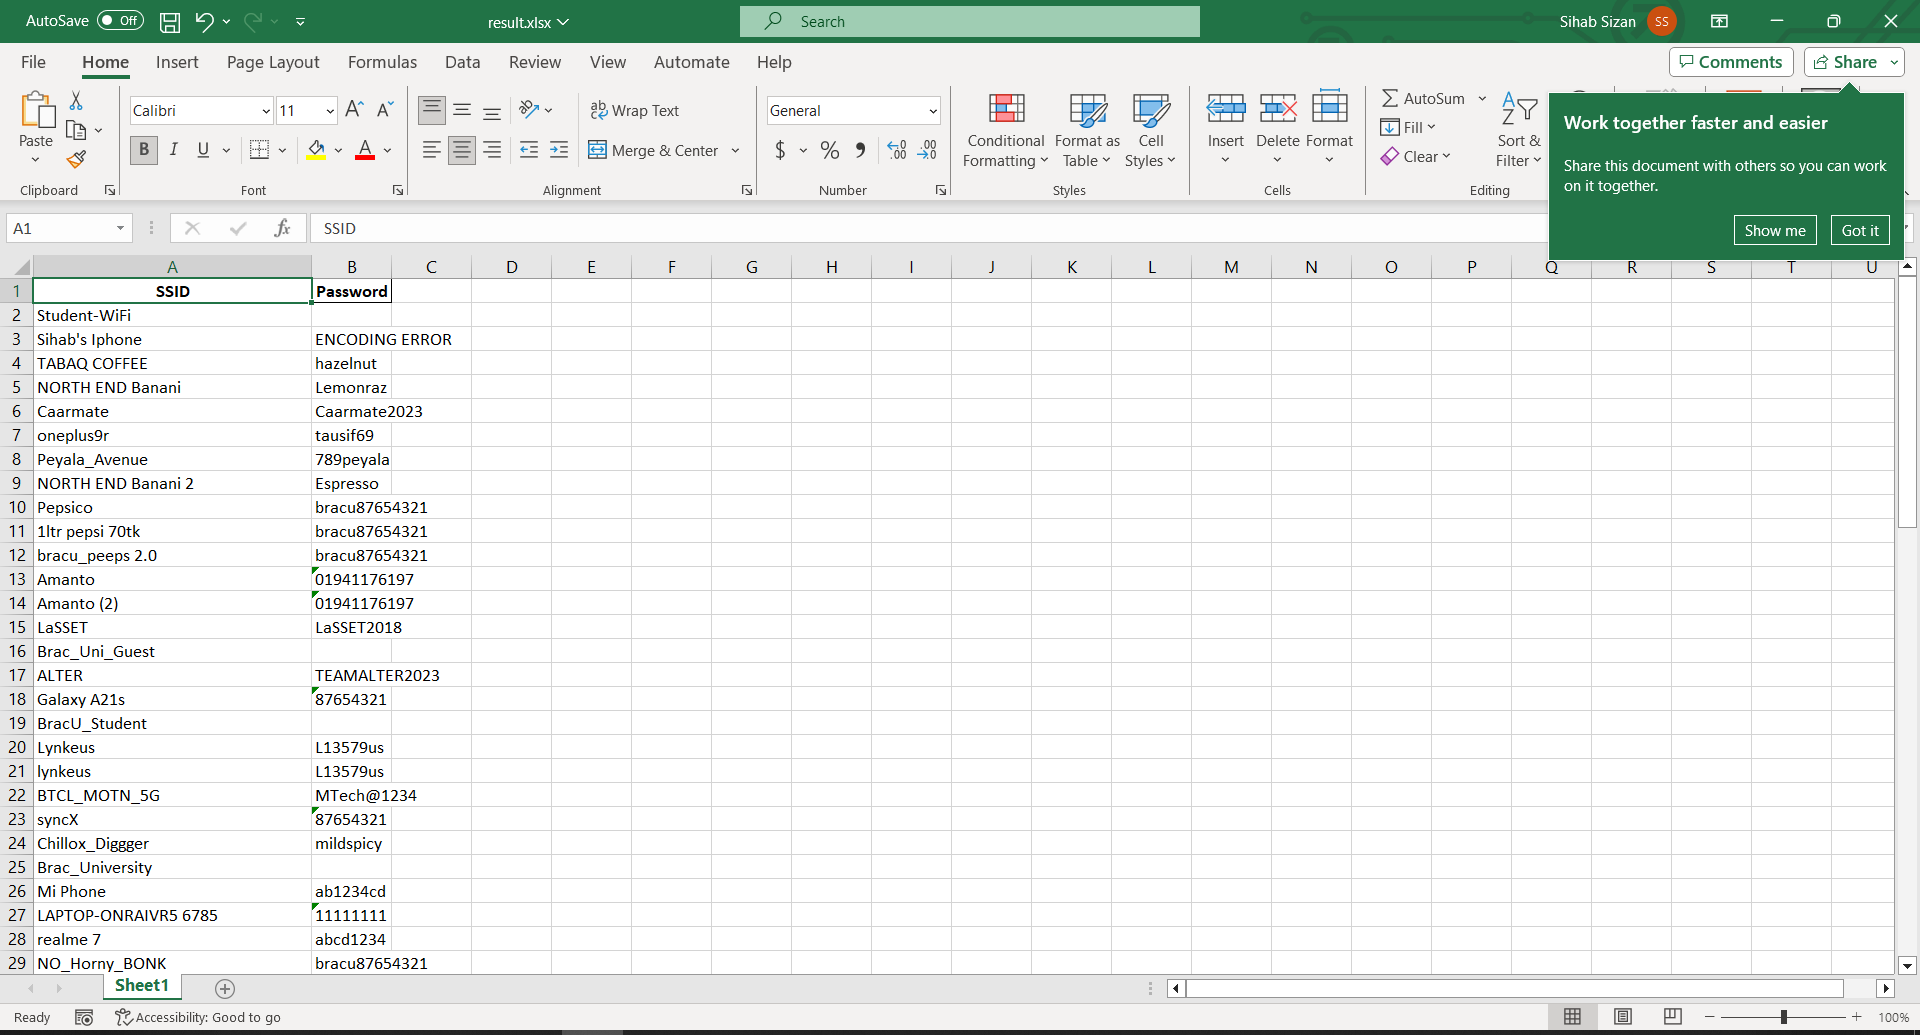 AutoSave Off result.xlsx Search Sihab Sizan SS
File Home Insert Page Layout Formulas Data Review View Automate Help Comments Share
Calibri 11 Wrap Text General AutoSum
Paste B I U Merge & Center $ % Conditional Formatting Format as Table Cell Styles Insert Delete Format Fill Clear Sort & Filter
Clipboard Font Alignment Number Styles Cells Editing
Work together faster and easier
Share this document with others so you can work
on it together.
Show me Got it
A1 fx SSID
A B C D E F G H I J K L M N O P Q R S T U
1 SSID Password
2 Student-WiFi
3 Sihab's Iphone ENCODING ERROR
4 TABAQ COFFEE hazelnut
5 NORTH END Banani Lemonraz
6 Caarmate Caarmate2023
7 oneplus9r tausif69
8 Peyala_Avenue 789peyala
9 NORTH END Banani 2 Espresso
10 Pepsico bracu87654321
11 1ltr pepsi 70tk bracu87654321
12 bracu_peeps 2.0 bracu87654321
13 Amanto 01941176197
14 Amanto (2) 01941176197
15 LaSSET LaSSET2018
16 Brac_Uni_Guest
17 ALTER TEAMALTER2023
18 Galaxy A21s 87654321
19 BracU_Student
20 Lynkeus L13579us
21 lynkeus L13579us
22 BTCL_MOTN_5G MTech@1234
23 syncX 87654321
24 Chillox_Diggger mildspicy
25 Brac_University
26 Mi Phone ab1234cd
27 LAPTOP-ONRAIVR5 6785 11111111
28 realme 7 abcd1234
29 NO_Horny_BONK bracu87654321
Sheet1
Ready Accessibility: Good to go 100%